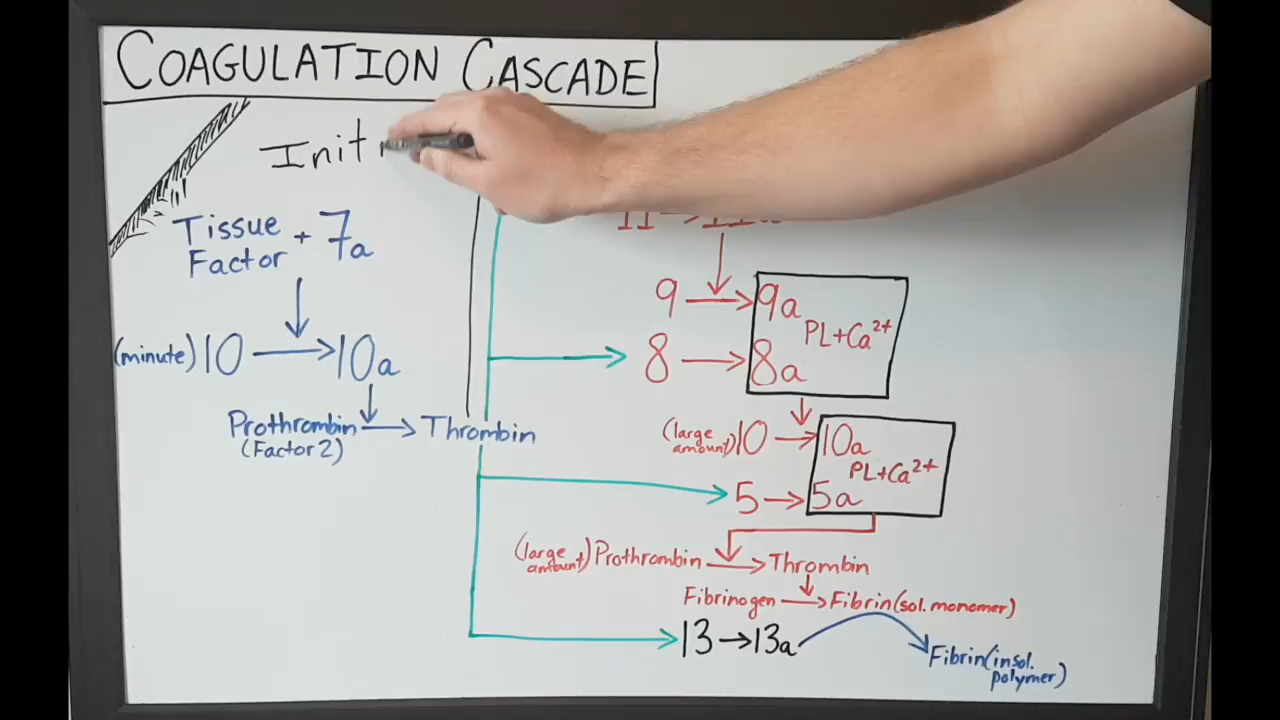 COAGULATION CASCADE
Init
Tissue
Factor + 7a
(minute) 10 → 10a
Prothrombin → Thrombin
(Factor 2)
11 →
9 → 9a
PL+Ca²⁺
8 → 8a
(large
amount) 10 → 10a
PL+Ca²⁺
5 → 5a
(large
amount) Prothrombin → Thrombin
Fibrinogen → Fibrin (sol. monomer)
13 → 13a
Fibrin (insol.
polymer)